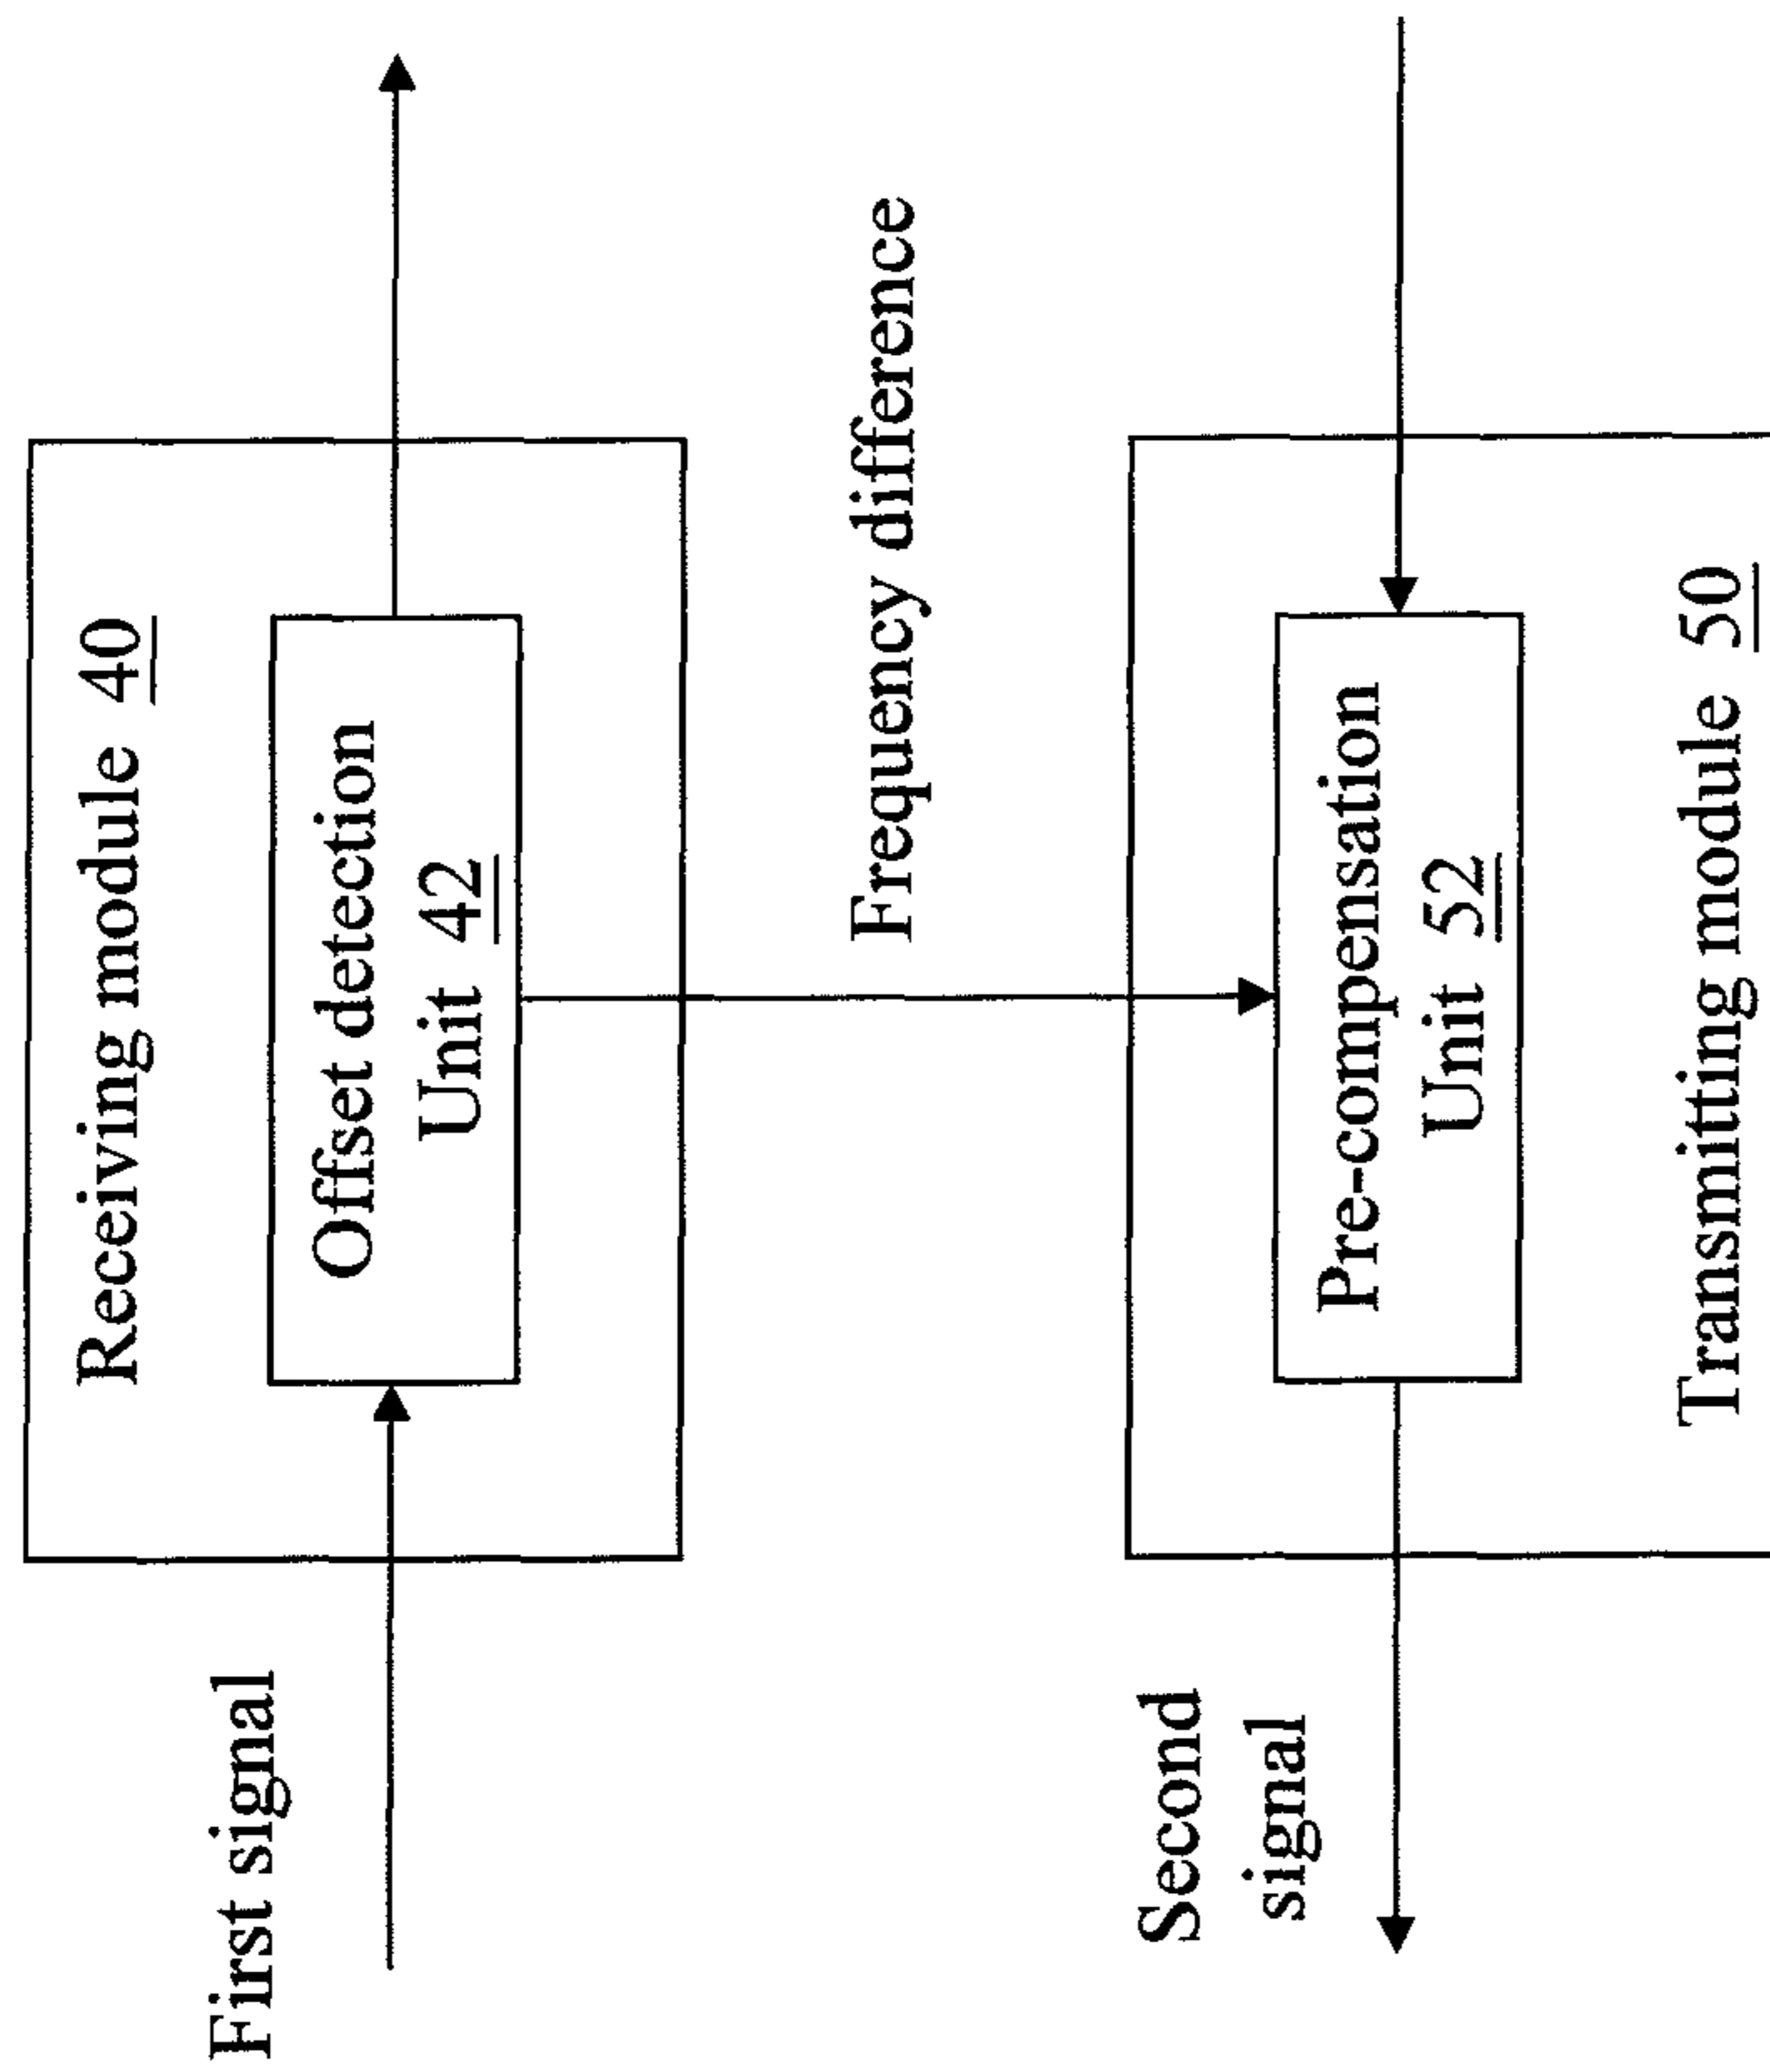 First signal
Receiving module 40
Offset detection
Unit 42
Frequency difference
Second
signal
Pre-compensation
Unit 52
Transmitting module 50